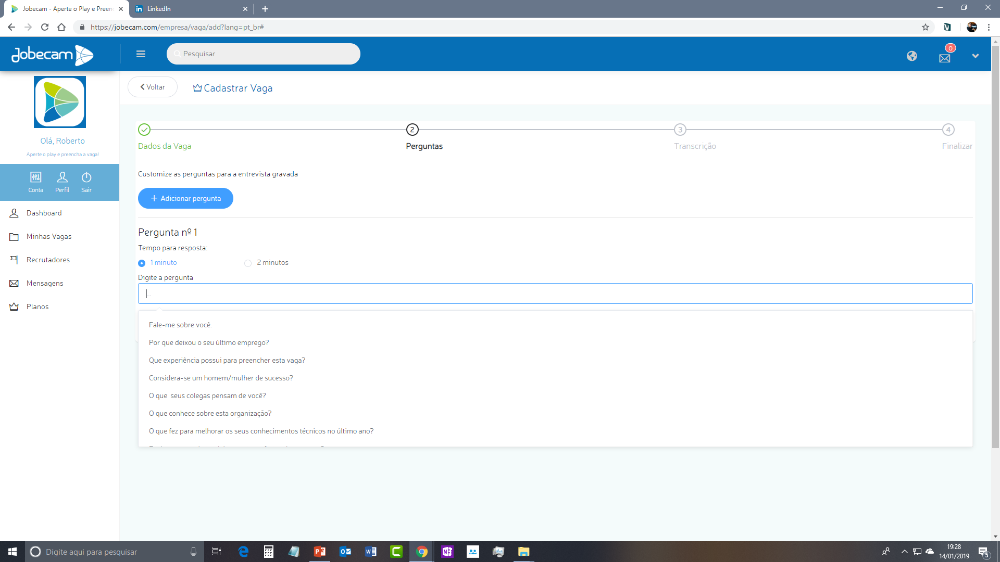 Jobecam - Aperte o Play e Preen
LinkedIn
https://jobecam.com/empresa/vaga/add?lang=pt_br#
Jobecam
Pesquisar
0
Voltar
Cadastrar Vaga
Olá, Roberto
Aperte o play e preencha a vaga!
Conta
Perfil
Sair
Dashboard
Minhas Vagas
Recrutadores
Mensagens
Planos
2
3
4
Dados da Vaga
Perguntas
Transcrição
Finalizar
Customize as perguntas para a entrevista gravada
+ Adicionar pergunta
Pergunta nº 1
Tempo para resposta:
1 minuto
2 minutos
Digite a pergunta
...
Fale-me sobre você.
Por que deixou o seu último emprego?
Que experiência possui para preencher esta vaga?
Considera-se um homem/mulher de sucesso?
O que  seus colegas pensam de você?
O que conhece sobre esta organização?
O que fez para melhorar os seus conhecimentos técnicos no último ano?
Digite aqui para pesquisar
19:28
14/01/2019
5